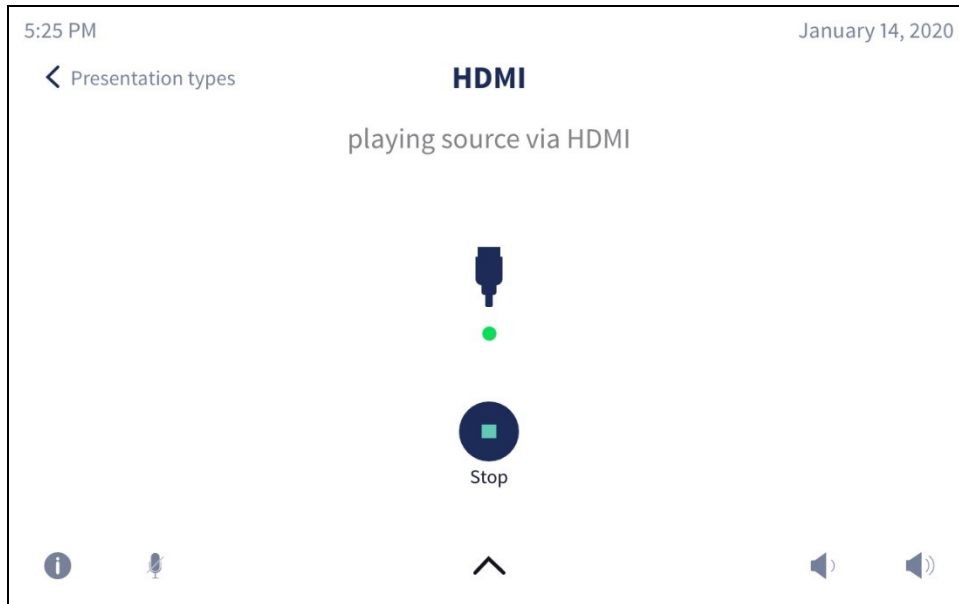 5:25 PM
January 14, 2020
Presentation types
HDMI
playing source via HDMI
Stop